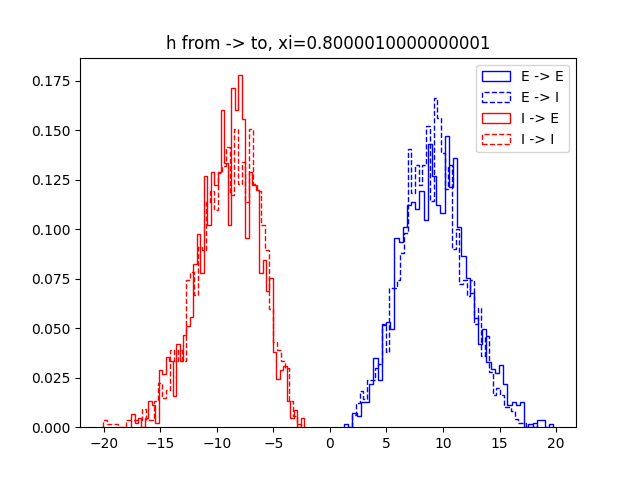 h from -> to, xi=0.8000010000000001
E -> E
E -> I
I -> E
I -> I
0.175
0.150
0.125
0.100
0.075
0.050
0.025
0.000
−20 −15 −10 −5 0 5 10 15 20